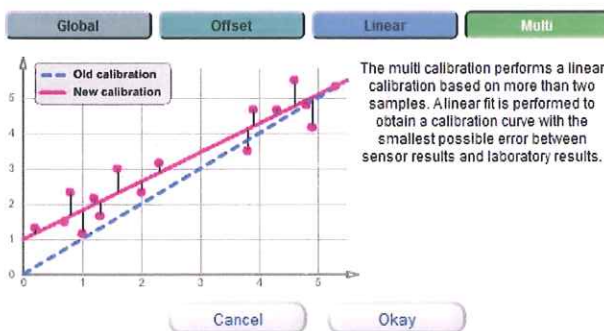 Global
Offset
Linear
Multi
Old calibration
New calibration
5
4
3
2
1
0
0
1
2
3
4
5
The multi calibration performs a linear
calibration based on more than two
samples. A linear fit is performed to
obtain a calibration curve with the
smallest possible error between
sensor results and laboratory results.
Cancel
Okay